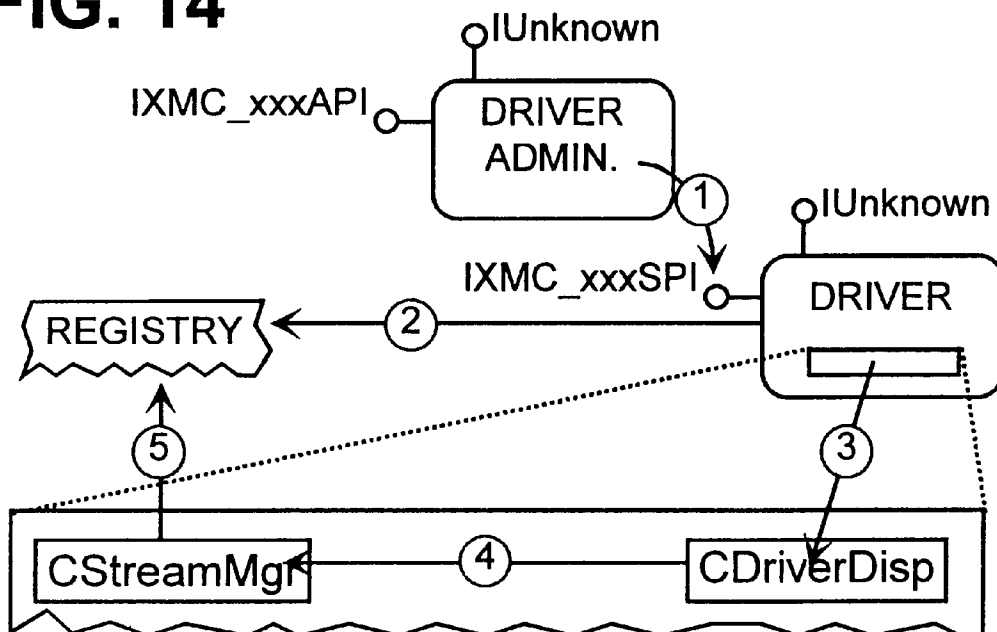 FIG. 14
IUnknown
IXMC_xxxAPI
DRIVER
ADMIN.
1
IUnknown
IXMC_xxxSPI
DRIVER
REGISTRY
2
5
3
CStreamMgr
4
CDriverDisp